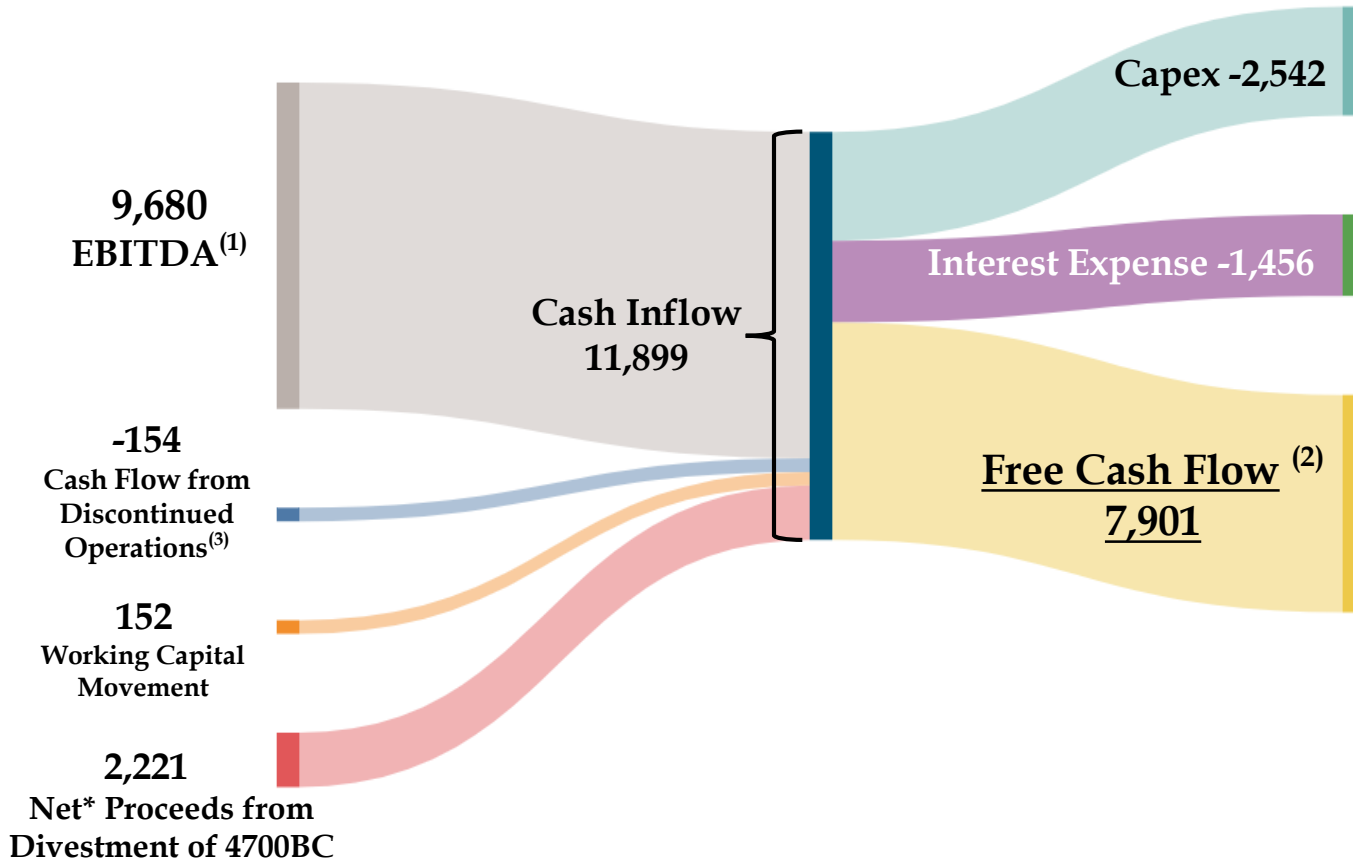 9,680
EBITDA(1)
-154
Cash Flow from
Discontinued
Operations(3)
152
Working Capital
Movement
2,221
Net* Proceeds from
Divestment of 4700BC
Cash Inflow
11,899
Capex -2,542
Interest Expense -1,456
Free Cash Flow (2)
7,901